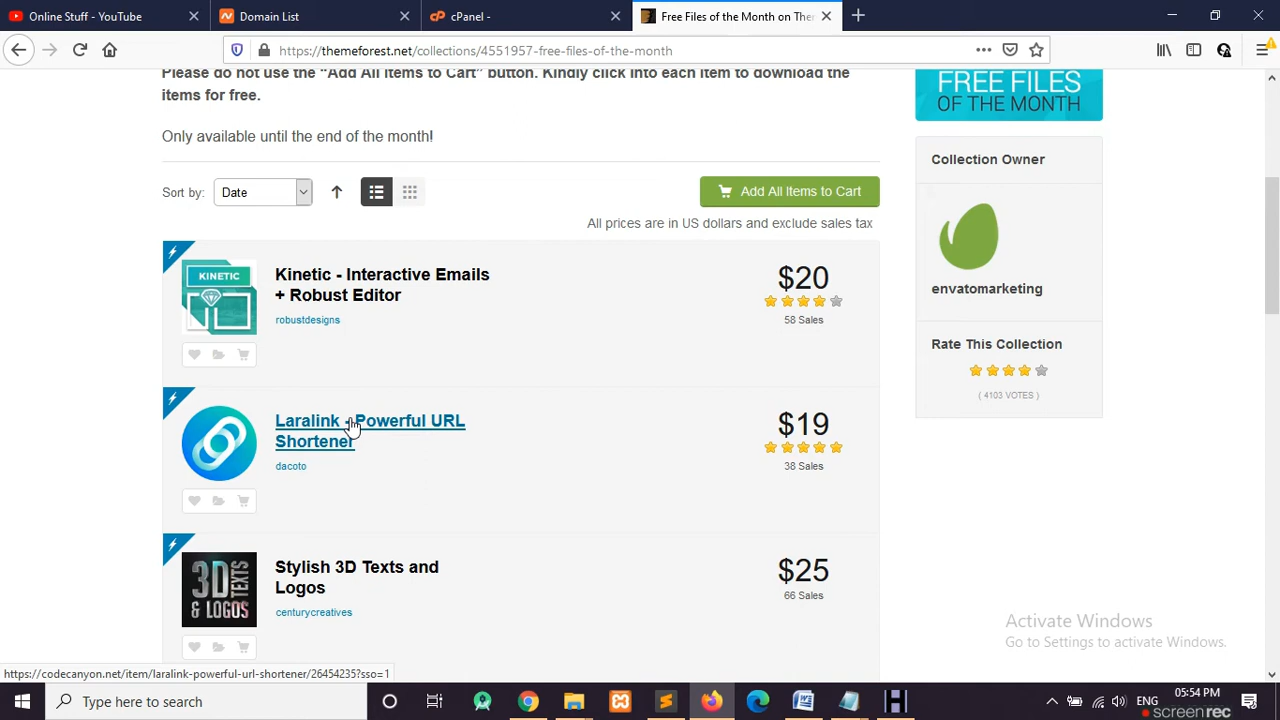 Online Stuff - YouTube
Domain List
cPanel -
Free Files of the Month on The
https://themeforest.net/collections/4551957-free-files-of-the-month
Please do not use the "Add All Items to Cart" button. Kindly click into each item to download the
items for free.
Only available until the end of the month!
FREE FILES
OF THE MONTH
Collection Owner
envatomarketing
Rate This Collection
( 4103 VOTES )
Sort by:
Date
Add All Items to Cart
All prices are in US dollars and exclude sales tax
KINETIC
Kinetic - Interactive Emails
+ Robust Editor
robustdesigns
$20
58 Sales
Laralink - Powerful URL
Shortener
dacoto
$19
38 Sales
3D TEXTS
& LOGOS
Stylish 3D Texts and
Logos
centurycreatives
$25
66 Sales
Activate Windows
Go to Settings to activate Windows.
https://codecanyon.net/item/laralink-powerful-url-shortener/26454235?sso=1
Type here to search
ENG
05:54 PM
screenrec